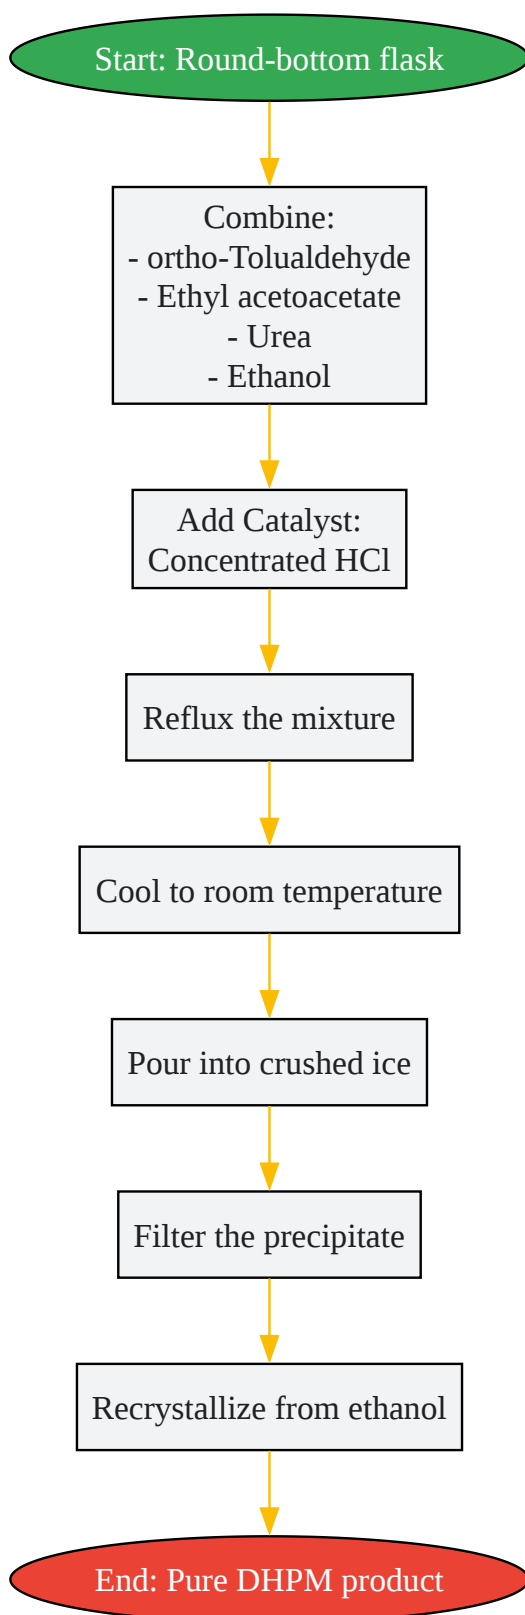 Start: Round-bottom flask
Combine:
- ortho-Tolualdehyde
- Ethyl acetoacetate
- Urea
- Ethanol
Add Catalyst:
Concentrated HCl
Reflux the mixture
Cool to room temperature
Pour into crushed ice
Filter the precipitate
Recrystallize from ethanol
End: Pure DHPM product